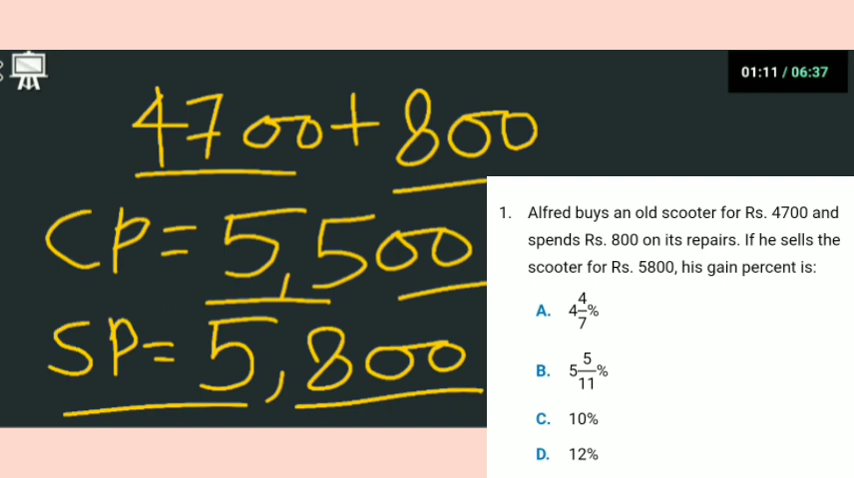 01:11 / 06:37
4700+800
CP= 5,500
SP= 5,800
1. Alfred buys an old scooter for Rs. 4700 and
spends Rs. 800 on its repairs. If he sells the
scooter for Rs. 5800, his gain percent is:
A. 4 4/7%
B. 5 5/11%
C. 10%
D. 12%